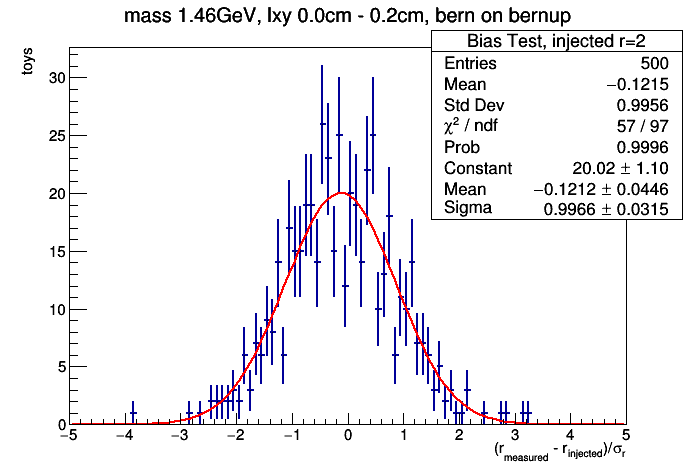 mass 1.46GeV, lxy 0.0cm - 0.2cm, bern on bernup
toys
Bias Test, injected r=2
Entries 500
Mean −0.1215
Std Dev 0.9956
χ² / ndf 57 / 97
Prob 0.9996
Constant 20.02 ± 1.10
Mean −0.1212 ± 0.0446
Sigma 0.9966 ± 0.0315
30
25
20
15
10
5
0
−5 −4 −3 −2 −1 0 1 2 3 4 5
(r_measured - r_injected)/σ_r